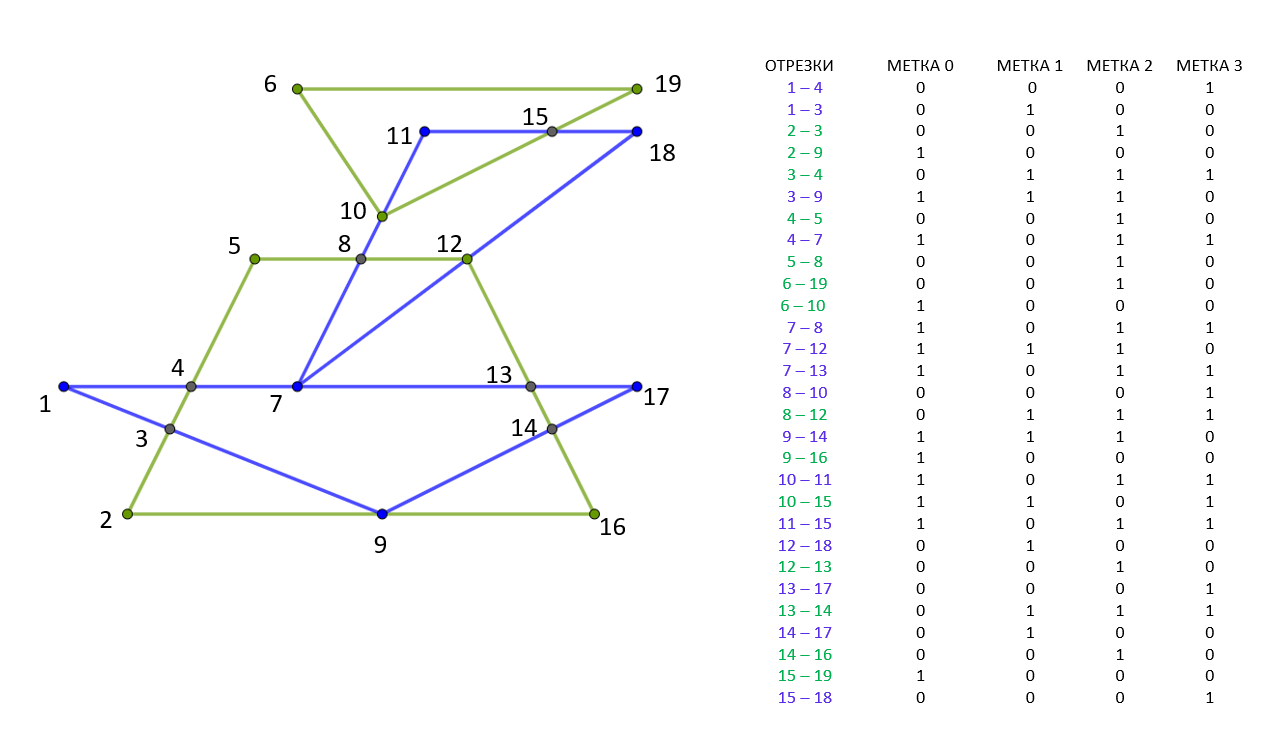 6
19
15
11
18
10
5
8
12
4
13
1
7
17
3
14
2
9
16
ОТРЕЗКИ МЕТКА 0 МЕТКА 1 МЕТКА 2 МЕТКА 3
1 – 4 0 0 0 1
1 – 3 0 1 0 0
2 – 3 0 0 1 0
2 – 9 1 0 0 0
3 – 4 0 1 1 1
3 – 9 1 1 1 0
4 – 5 0 0 1 0
4 – 7 1 0 1 1
5 – 8 0 0 1 0
6 – 19 0 0 1 0
6 – 10 1 0 0 0
7 – 8 1 0 1 1
7 – 12 1 1 1 0
7 – 13 1 0 1 1
8 – 10 0 0 0 1
8 – 12 0 1 1 1
9 – 14 1 1 1 0
9 – 16 1 0 0 0
10 – 11 1 0 1 1
10 – 15 1 1 0 1
11 – 15 1 0 1 1
12 – 18 0 1 0 0
12 – 13 0 0 1 0
13 – 17 0 0 0 1
13 – 14 0 1 1 1
14 – 17 0 1 0 0
14 – 16 0 0 1 0
15 – 19 1 0 0 0
15 – 18 0 0 0 1